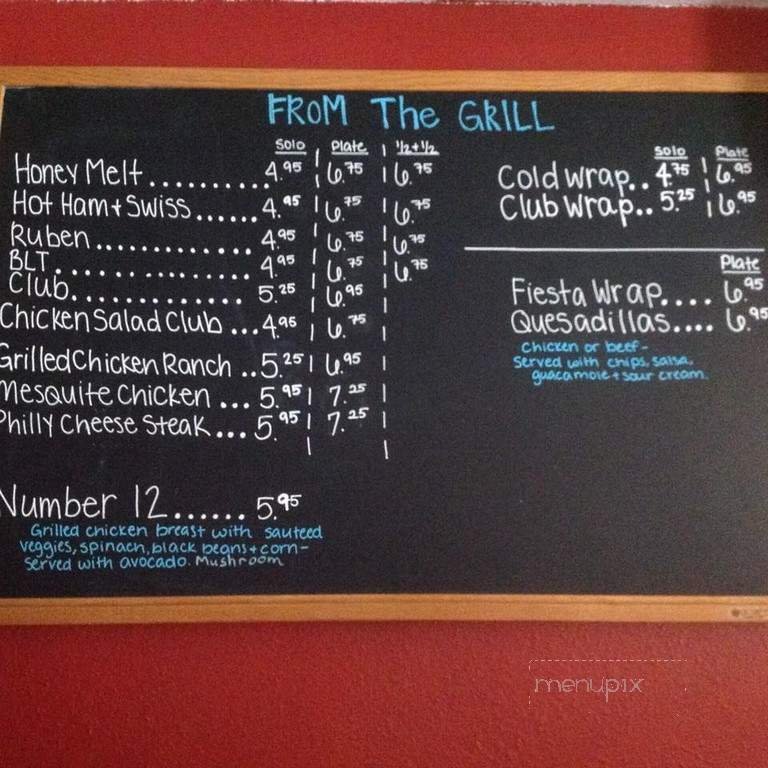 FROM The GRILL
Solo Plate 1/2+1/2
Honey Melt.......... 4.95 6.75 6.75
Hot Ham + Swiss...... 4.95 6.75 6.75
Ruben............. 4.95 6.75 6.75
BLT.............. 4.95 6.75 6.75
Club.............. 5.25 6.95
Chicken Salad Club ... 4.95 6.75
Grilled Chicken Ranch .. 5.25 6.95
Mesquite Chicken ... 5.95 7.25
Philly Cheese Steak... 5.95 7.25
Number 12...... 5.95
Grilled chicken breast with sauteed
veggies, spinach, black beans + corn-
served with avocado. Mushroom
Solo Plate
Cold Wrap.. 4.75 6.95
Club Wrap.. 5.25 6.95
Plate
Fiesta Wrap.... 6.95
Quesadillas.... 6.95
Chicken or beef-
Served with chips, salsa,
guacamole + sour cream.
menupix